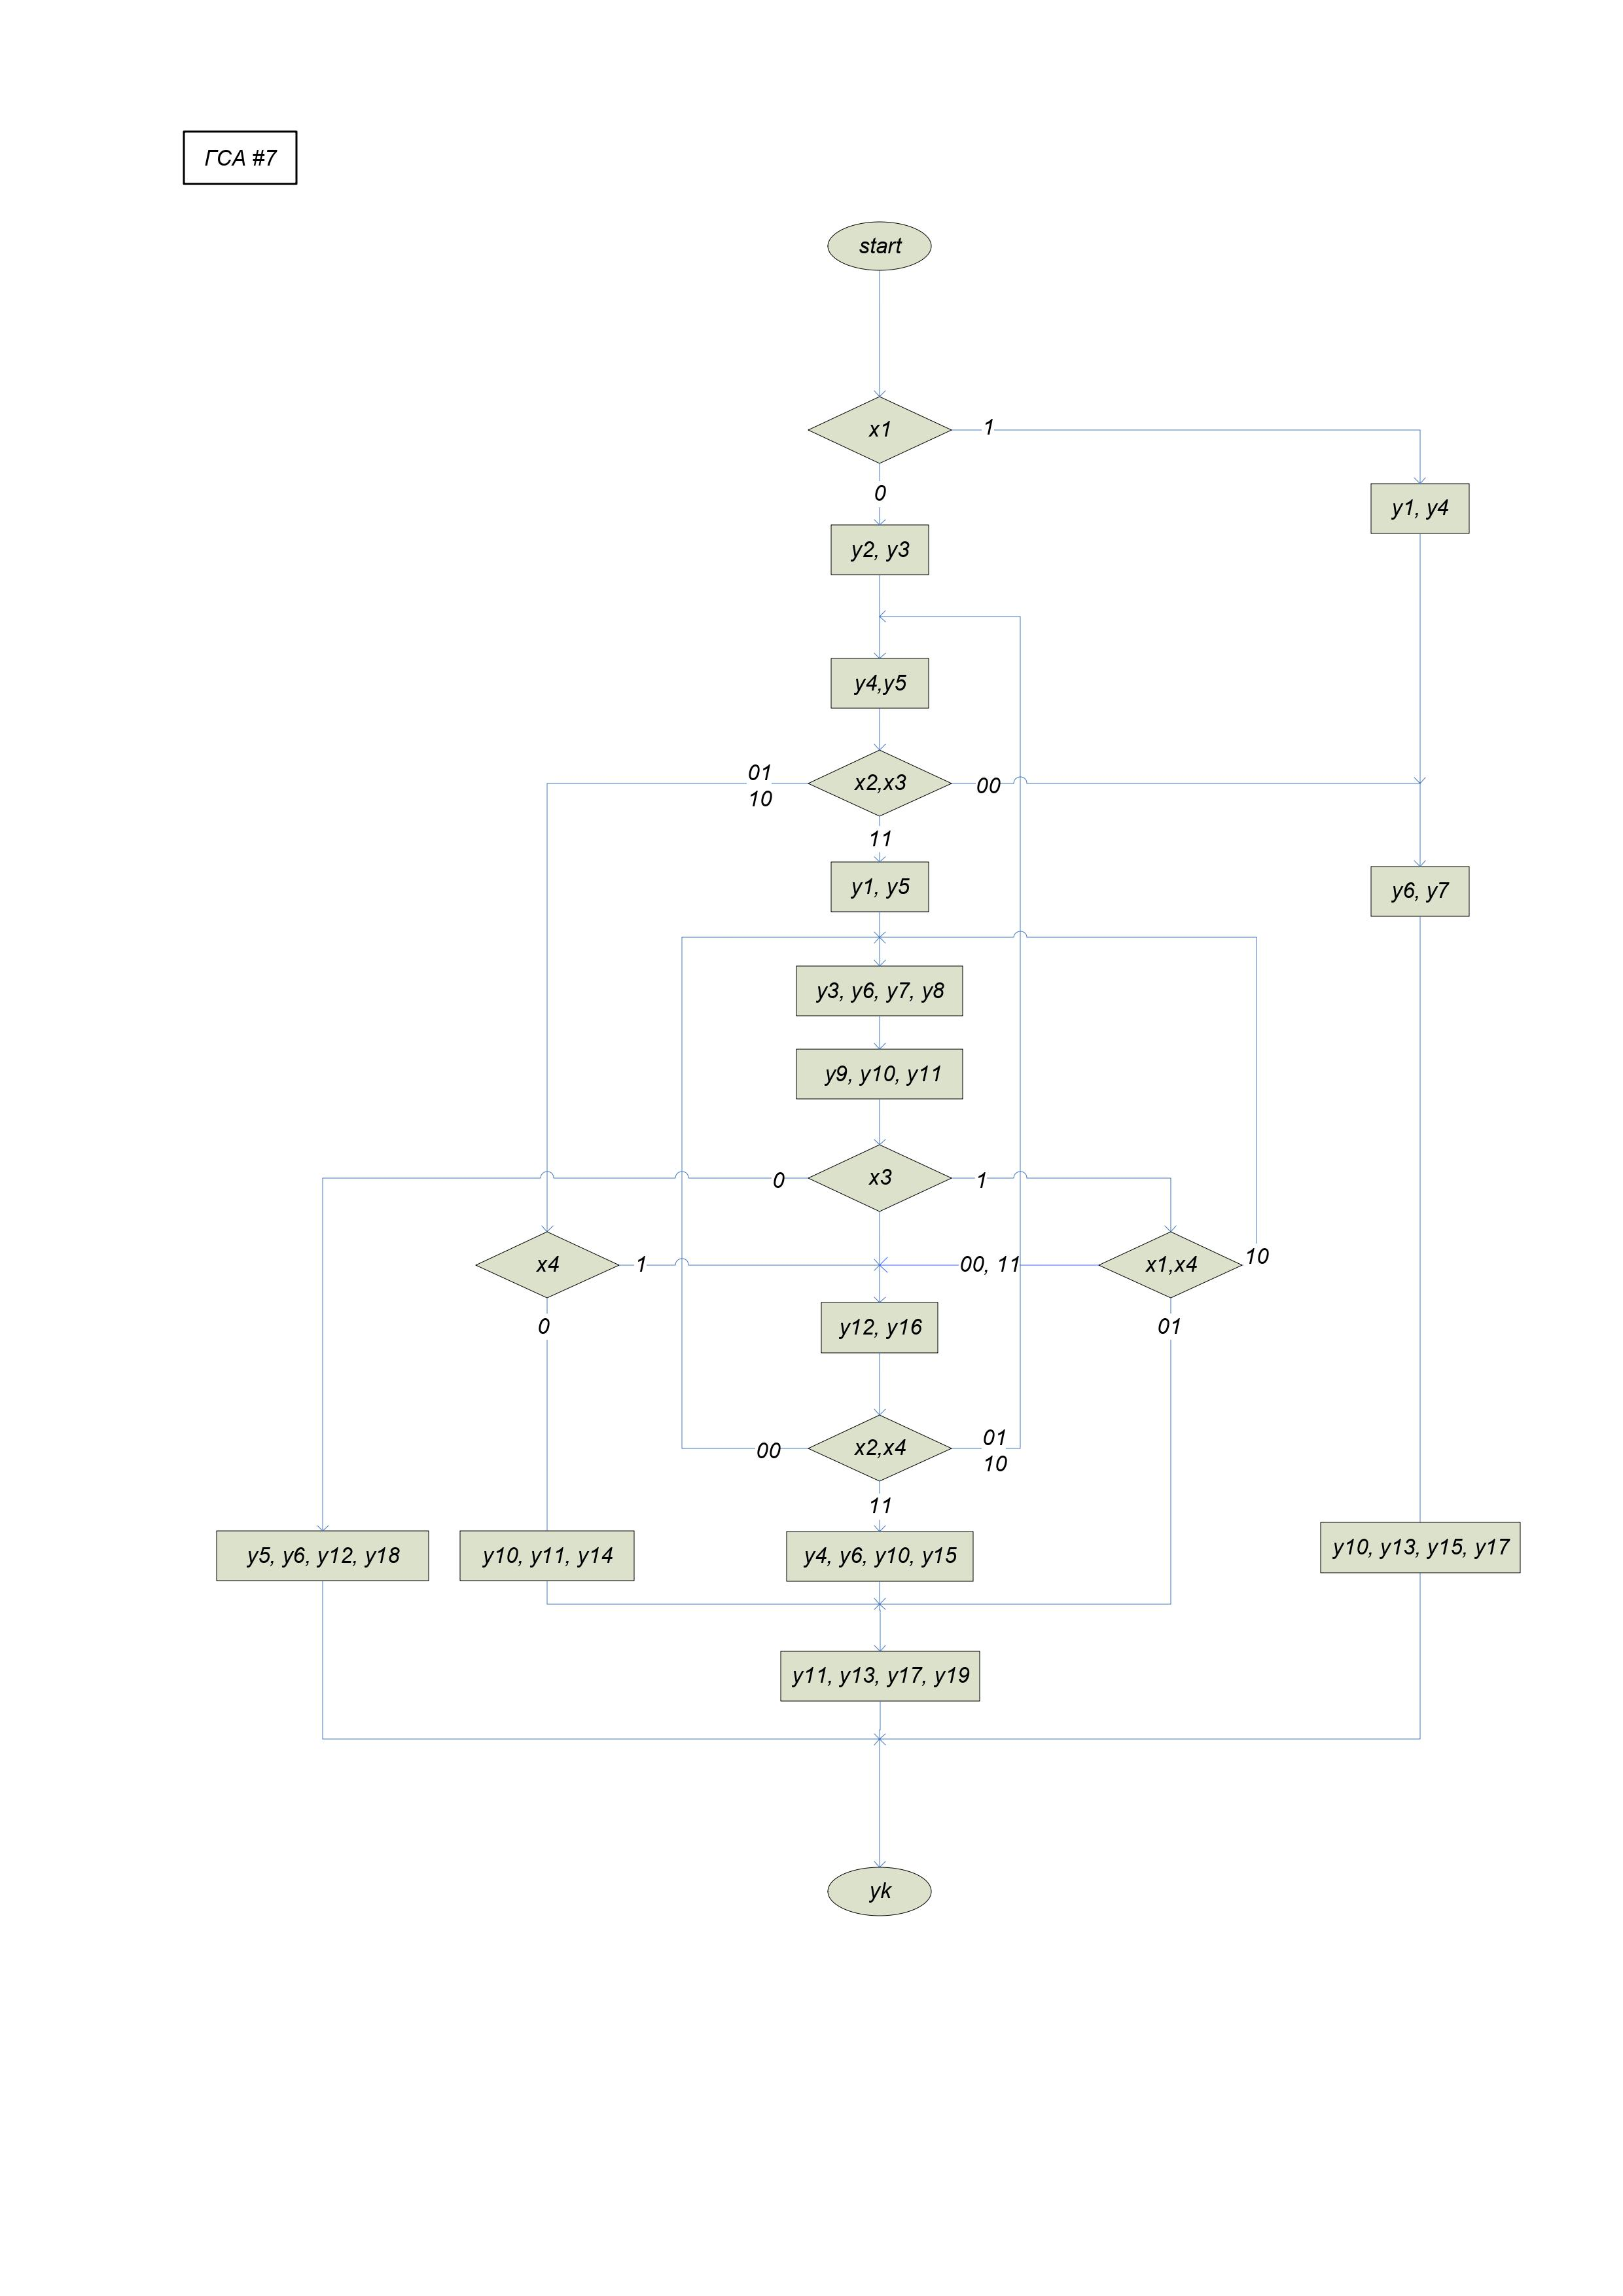 ГСА #7
start
x1
1
0
y1, y4
y2, y3
y4,y5
01
10
x2,x3
00
11
y1, y5
y6, y7
y3, y6, y7, y8
y9, y10, y11
0
x3
1
x4
1
00, 11
x1,x4
10
0
y12, y16
01
00
x2,x4
01
10
11
y5, y6, y12, y18
y10, y11, y14
y4, y6, y10, y15
y10, y13, y15, y17
y11, y13, y17, y19
yk